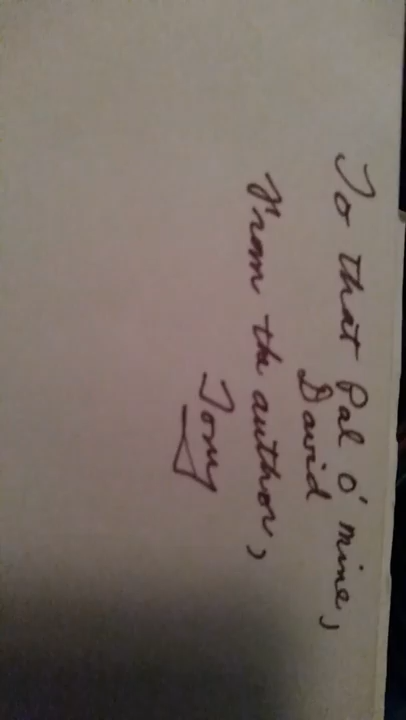 To that Pal O' mine,
David
From the author,
Tony